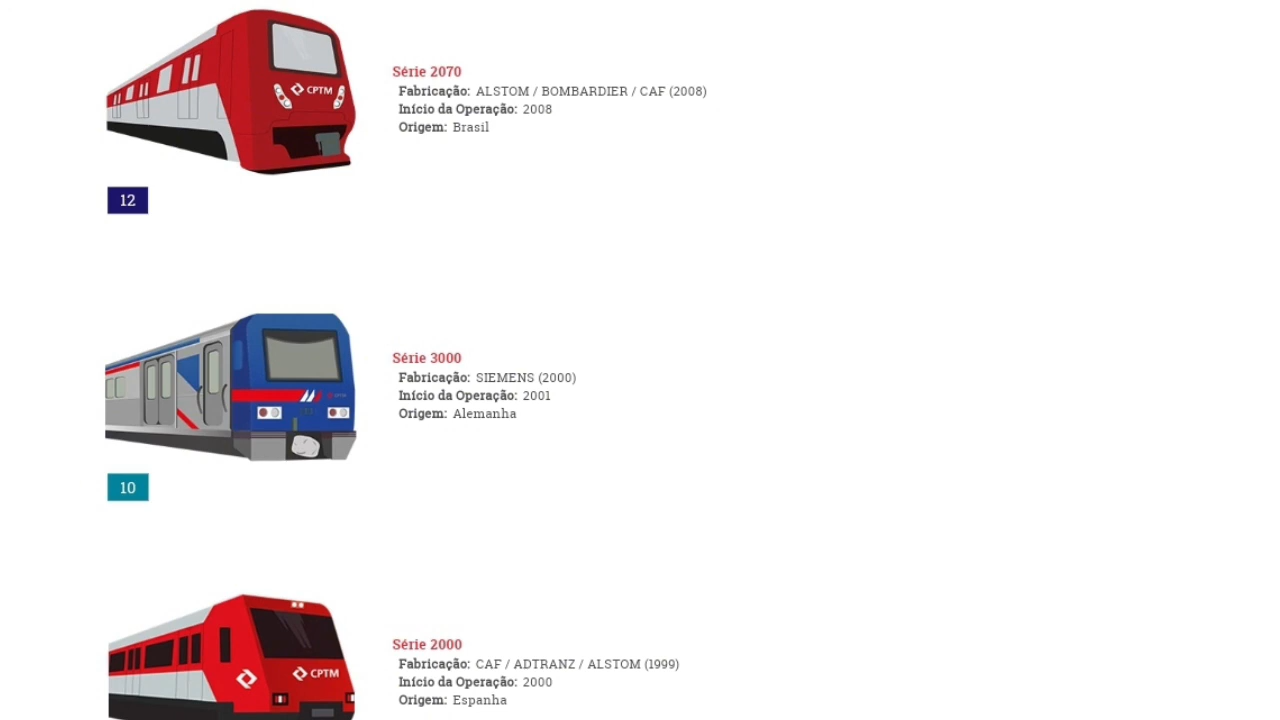 CPTM
Série 2070
Fabricação: ALSTOM / BOMBARDIER / CAF (2008)
Início da Operação: 2008
Origem: Brasil
12
Série 3000
Fabricação: SIEMENS (2000)
Início da Operação: 2001
Origem: Alemanha
10
Série 2000
Fabricação: CAF / ADTRANZ / ALSTOM (1999)
CPTM
Início da Operação: 2000
Origem: Espanha